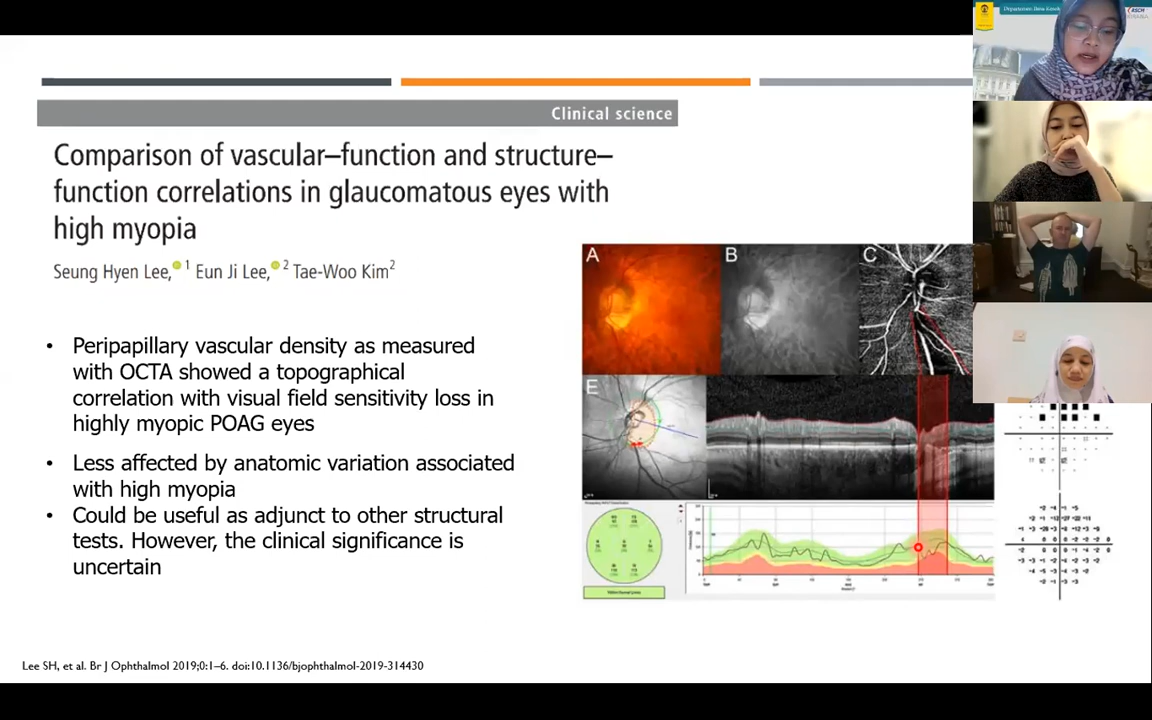 Clinical science
Comparison of vascular–function and structure–
function correlations in glaucomatous eyes with
high myopia
Seung Hyen Lee, 1 Eun Ji Lee, 2 Tae-Woo Kim2
• Peripapillary vascular density as measured
with OCTA showed a topographical
correlation with visual field sensitivity loss in
highly myopic POAG eyes
• Less affected by anatomic variation associated
with high myopia
• Could be useful as adjunct to other structural
tests. However, the clinical significance is
uncertain
A
B
C
E
Lee SH, et al. Br J Ophthalmol 2019;0:1–6. doi:10.1136/bjophthalmol-2019-314430